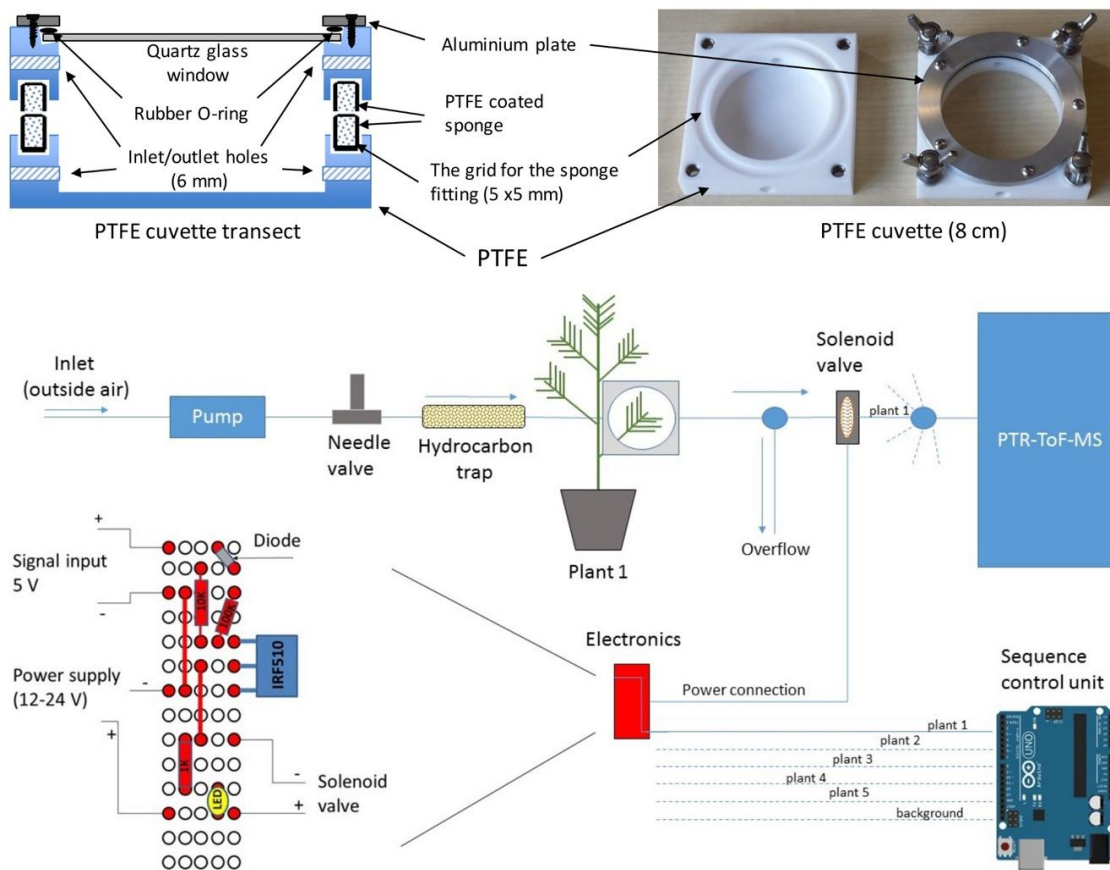 Quartz glass
window
Rubber O-ring
Inlet/outlet holes
(6 mm)
PTFE cuvette transect
Aluminium plate
PTFE coated
sponge
The grid for the sponge
fitting (5 x5 mm)
PTFE
PTFE cuvette (8 cm)
Inlet
(outside air)
Pump
Needle
valve
Hydrocarbon
trap
Plant 1
Overflow
Solenoid
valve
plant 1
PTR-ToF-MS
+
Signal input
5 V
-
Power supply
(12-24 V)
-
+
Diode
10K
100K
IRF510
1K
LED
-
Solenoid
valve
+
Electronics
Power connection
Sequence
control unit
plant 1
plant 2
plant 3
plant 4
plant 5
background
UNO
ARDUINO